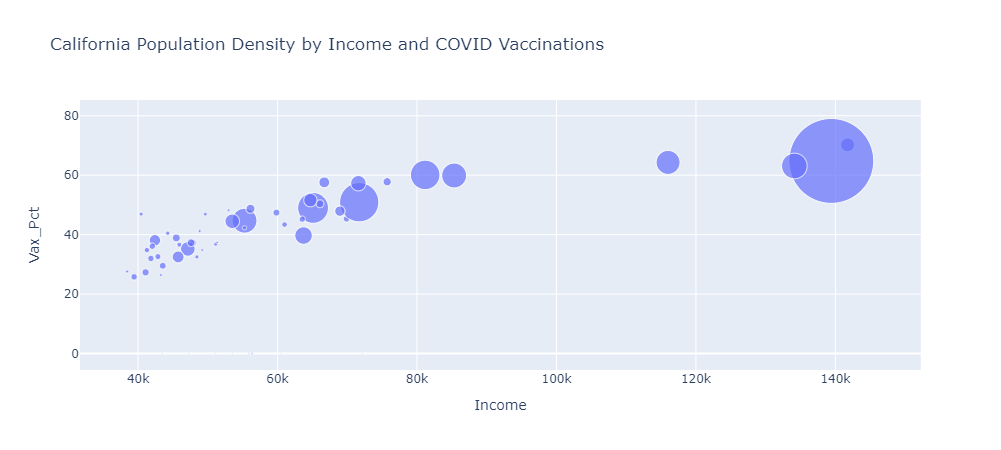 California Population Density by Income and COVID Vaccinations
80
60
40
20
0
Vax_Pct
40k 60k 80k 100k 120k 140k
Income